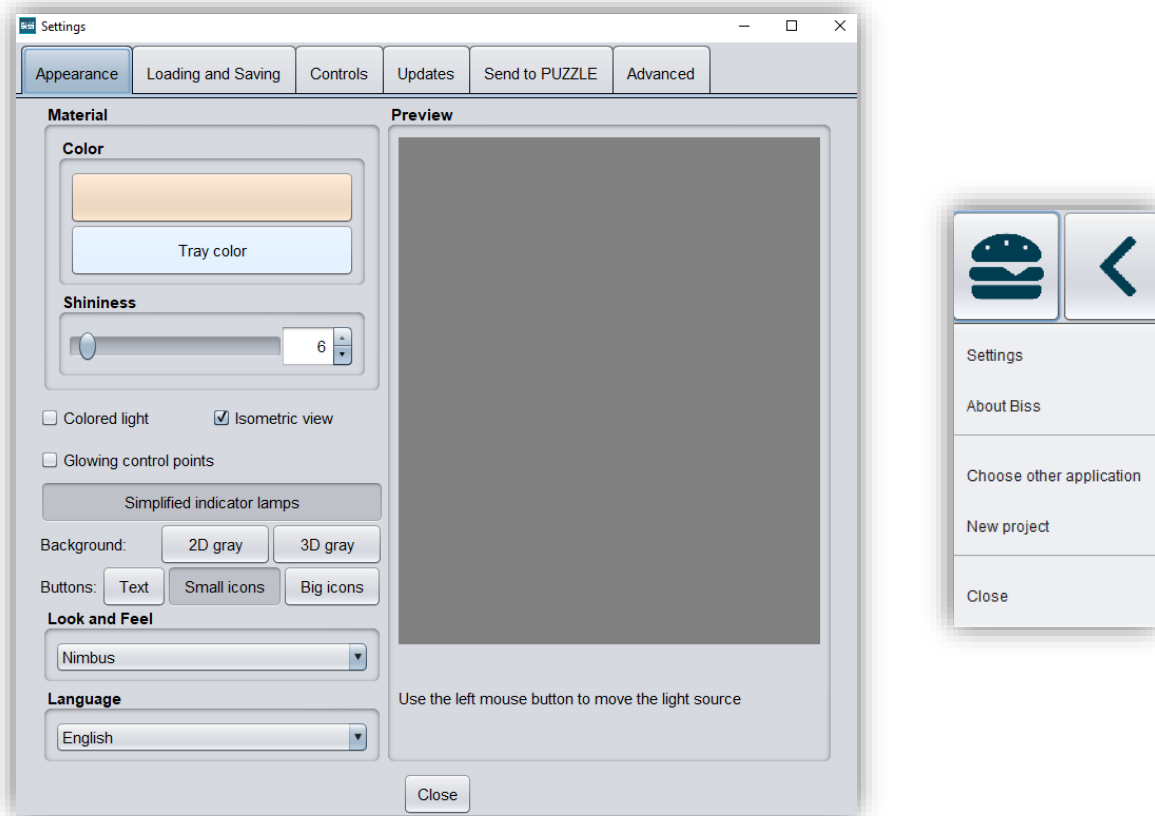 Biss Settings
Appearance Loading and Saving Controls Updates Send to PUZZLE Advanced
Material
Color
Tray color
Shininess
6
Colored light Isometric view
Glowing control points
Simplified indicator lamps
Background: 2D gray 3D gray
Buttons: Text Small icons Big icons
Look and Feel
Nimbus
Language
English
Preview
Use the left mouse button to move the light source
Close
Settings
About Biss
Choose other application
New project
Close